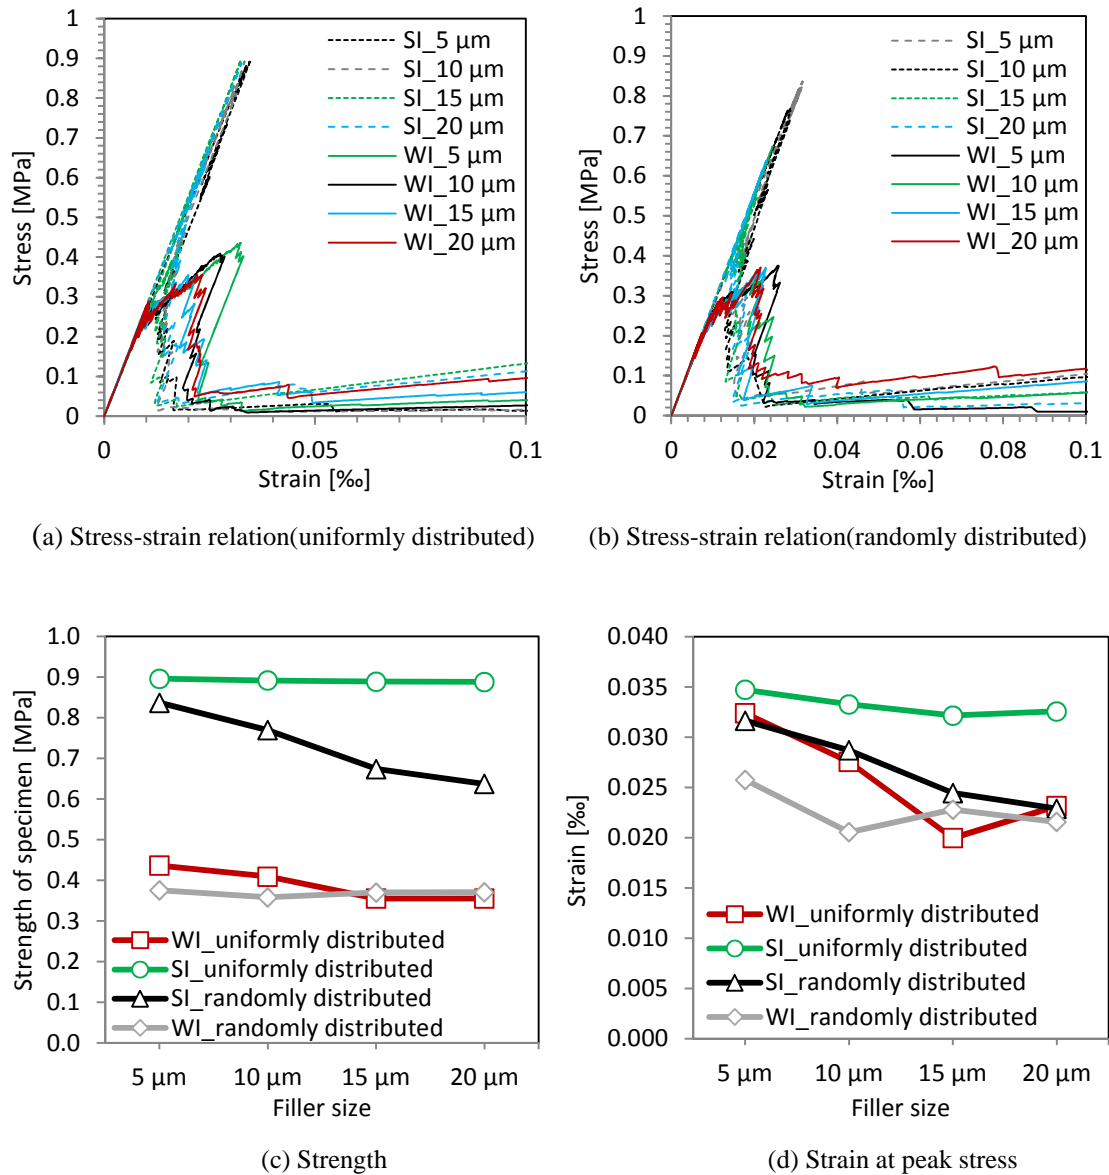 1
0.9
0.8
0.7
0.6
0.5
0.4
0.3
0.2
0.1
0
Stress [MPa]
SI_5 μm
SI_10 μm
SI_15 μm
SI_20 μm
WI_5 μm
WI_10 μm
WI_15 μm
WI_20 μm
0 0.05 0.1
Strain [‰]
(a) Stress-strain relation(uniformly distributed)
1
0.9
0.8
0.7
0.6
0.5
0.4
0.3
0.2
0.1
0
Stress [MPa]
SI_5 μm
SI_10 μm
SI_15 μm
SI_20 μm
WI_5 μm
WI_10 μm
WI_15 μm
WI_20 μm
0 0.02 0.04 0.06 0.08 0.1
Strain [‰]
(b) Stress-strain relation(randomly distributed)
1.0
0.9
0.8
0.7
0.6
0.5
0.4
0.3
0.2
0.1
0.0
Strength of specimen [MPa]
WI_uniformly distributed
SI_uniformly distributed
SI_randomly distributed
WI_randomly distributed
5 μm 10 μm 15 μm 20 μm
Filler size
(c) Strength
0.040
0.035
0.030
0.025
0.020
0.015
0.010
0.005
0.000
Strain [‰]
WI_uniformly distributed
SI_uniformly distributed
SI_randomly distributed
WI_randomly distributed
5 μm 10 μm 15 μm 20 μm
Filler size
(d) Strain at peak stress